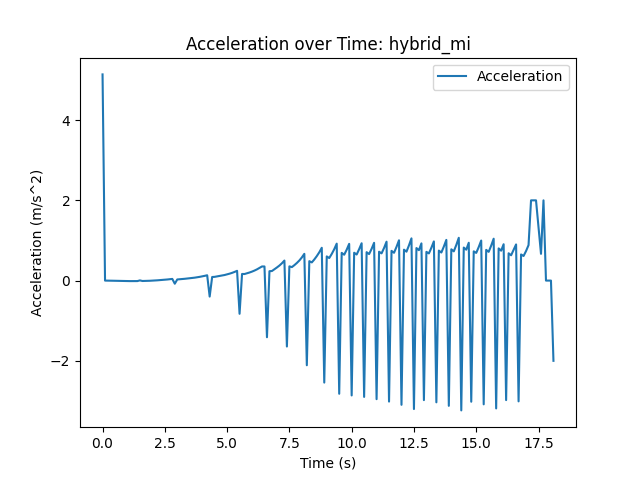 Acceleration over Time: hybrid_mi
Acceleration
Acceleration (m/s^2)
4
2
0
−2
0.0 2.5 5.0 7.5 10.0 12.5 15.0 17.5
Time (s)